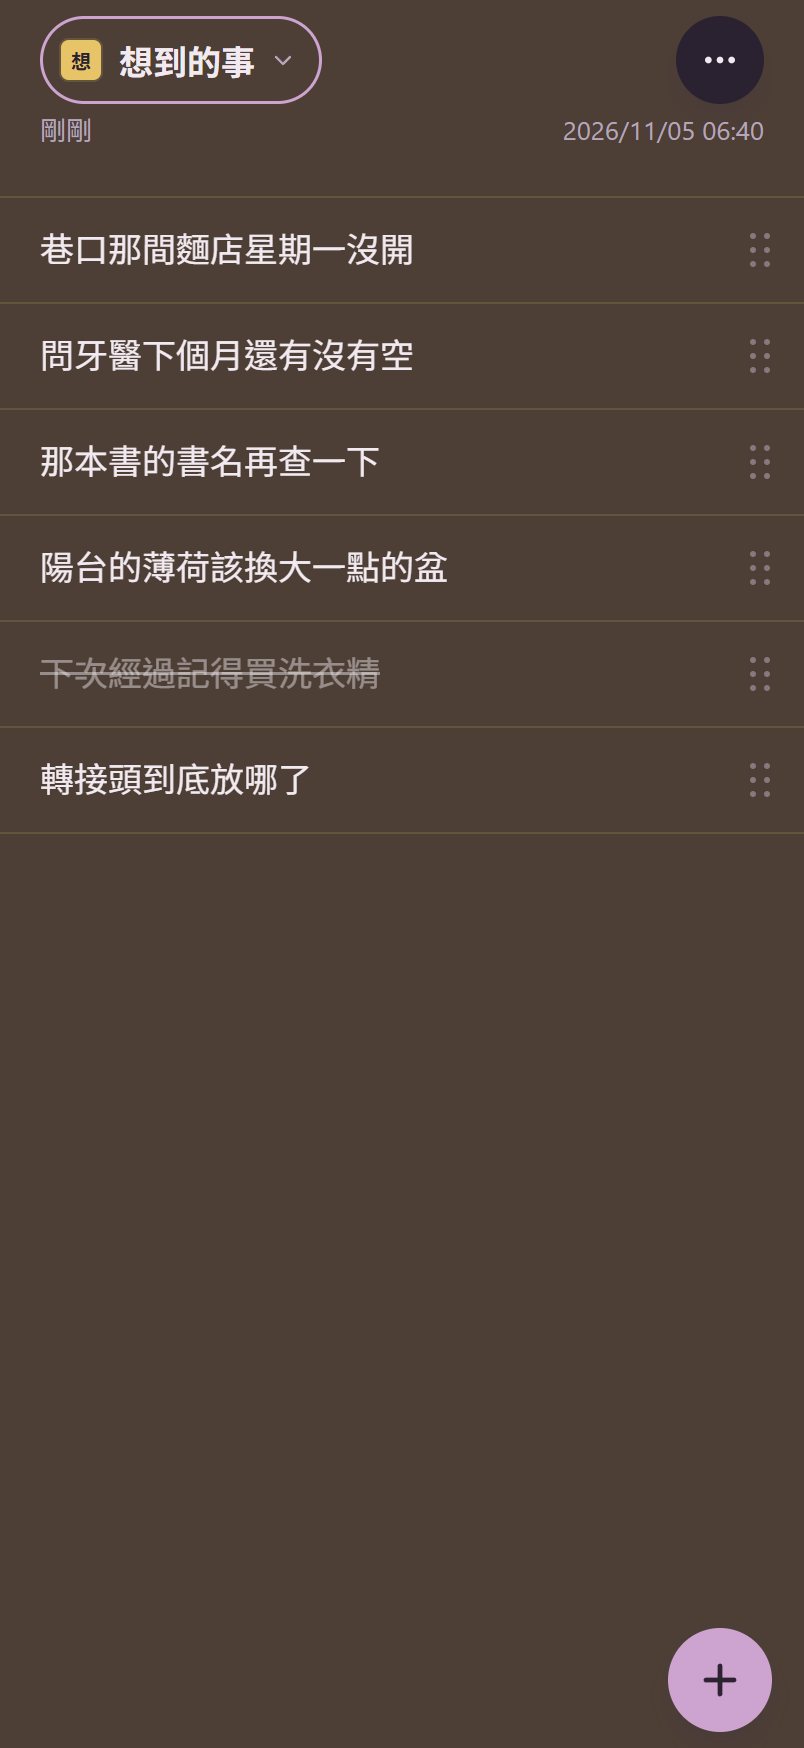 想 想到的事
剛剛 2026/11/05 06:40
巷口那間麵店星期一沒開
問牙醫下個月還有沒有空
那本書的書名再查一下
陽台的薄荷該換大一點的盆
下次經過記得買洗衣精
轉接頭到底放哪了